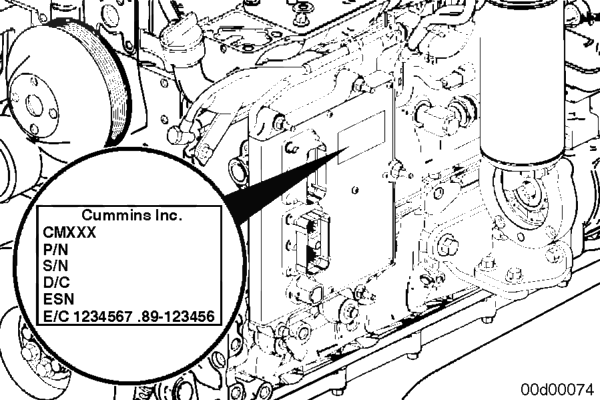 Cummins Inc.
CMXXX
P/N
S/N
D/C
ESN
E/C 1234567 .89-123456
00d00074